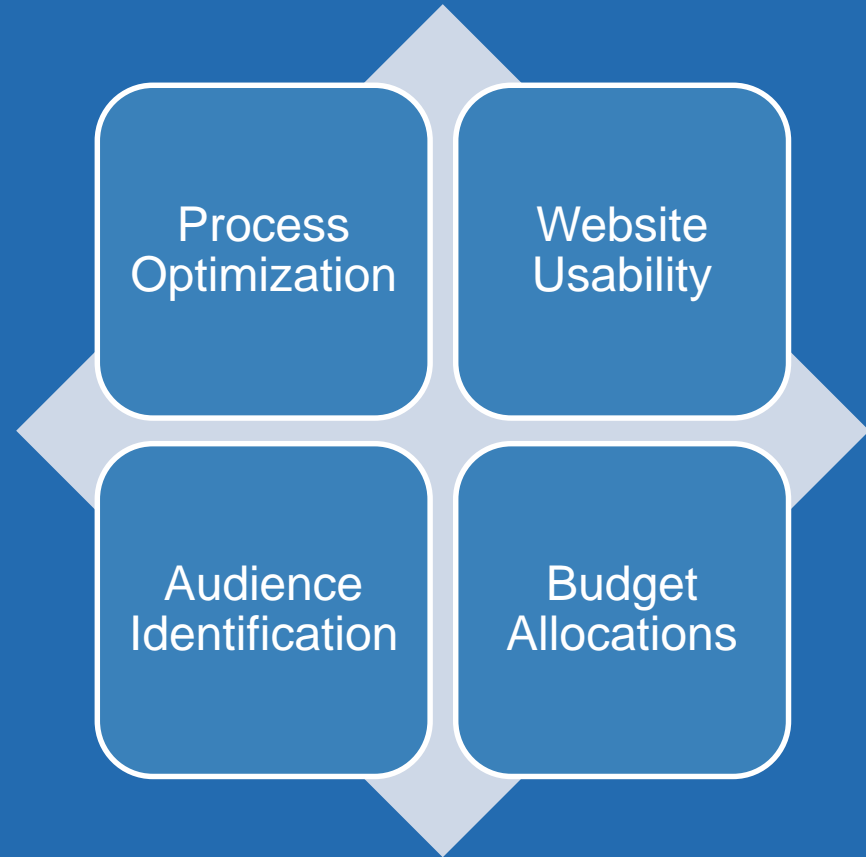 Process
Optimization
Website
Usability
Audience
Identification
Budget
Allocations